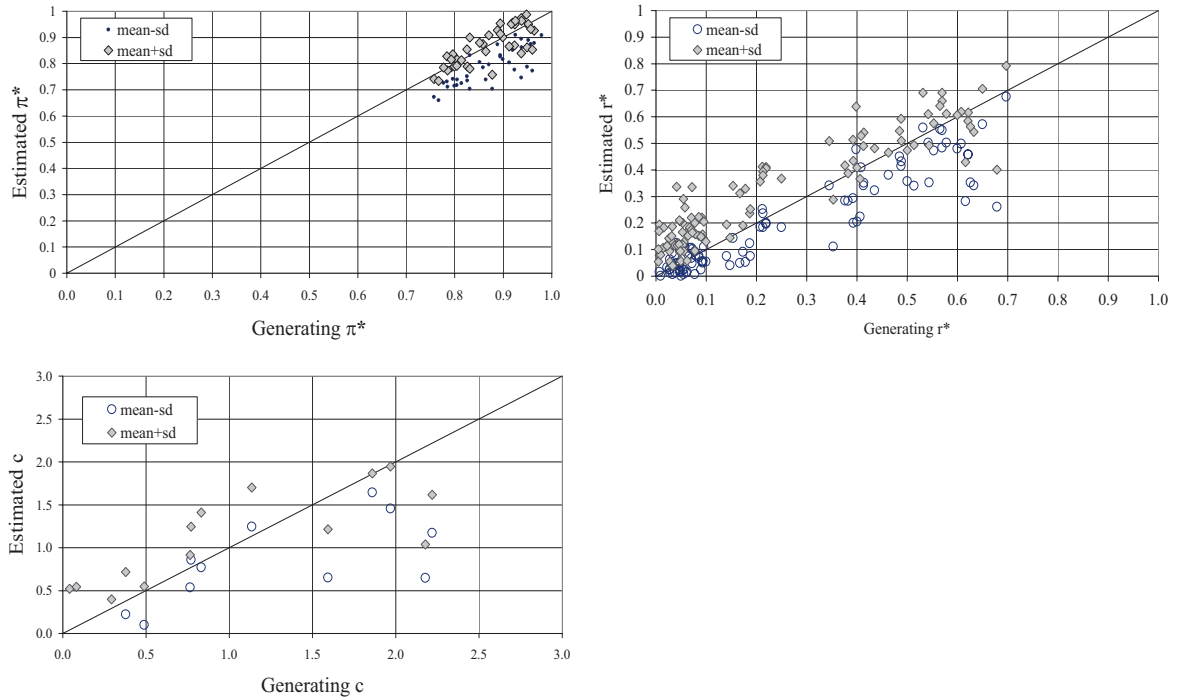 1
0.9
0.8
0.7
0.6
0.5
0.4
0.3
0.2
0.1
0
mean-sd
mean+sd
Estimated π*
0.0 0.1 0.2 0.3 0.4 0.5 0.6 0.7 0.8 0.9 1.0
Generating π*
1
0.9
0.8
0.7
0.6
0.5
0.4
0.3
0.2
0.1
0
mean-sd
mean+sd
Estimated r*
0.0 0.1 0.2 0.3 0.4 0.5 0.6 0.7 0.8 0.9 1.0
Generating r*
3.0
2.5
2.0
1.5
1.0
0.5
0.0
mean-sd
mean+sd
Estimated c
0.0 0.5 1.0 1.5 2.0 2.5 3.0
Generating c